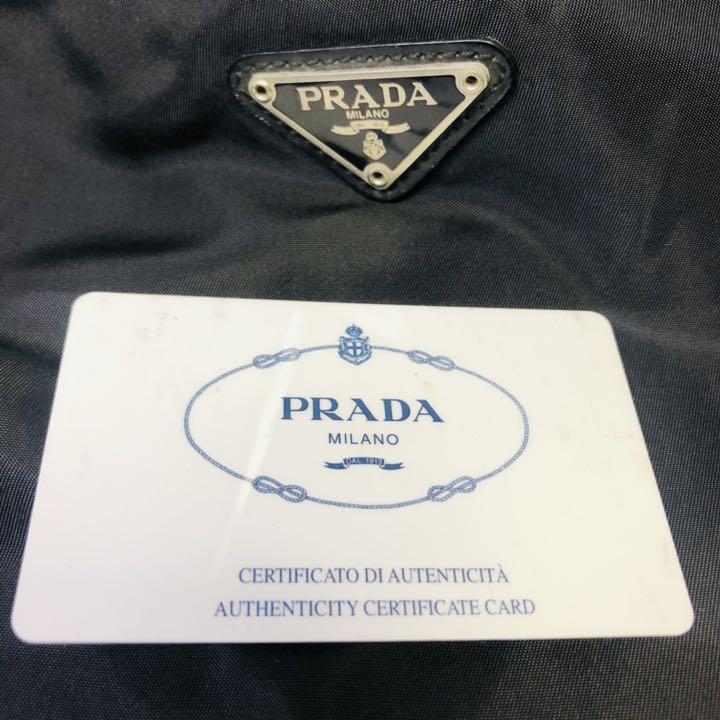 PRADA
MILANO
PRADA
MILANO
DAL 1913
CERTIFICATO DI AUTENTICITÀ
AUTHENTICITY CERTIFICATE CARD